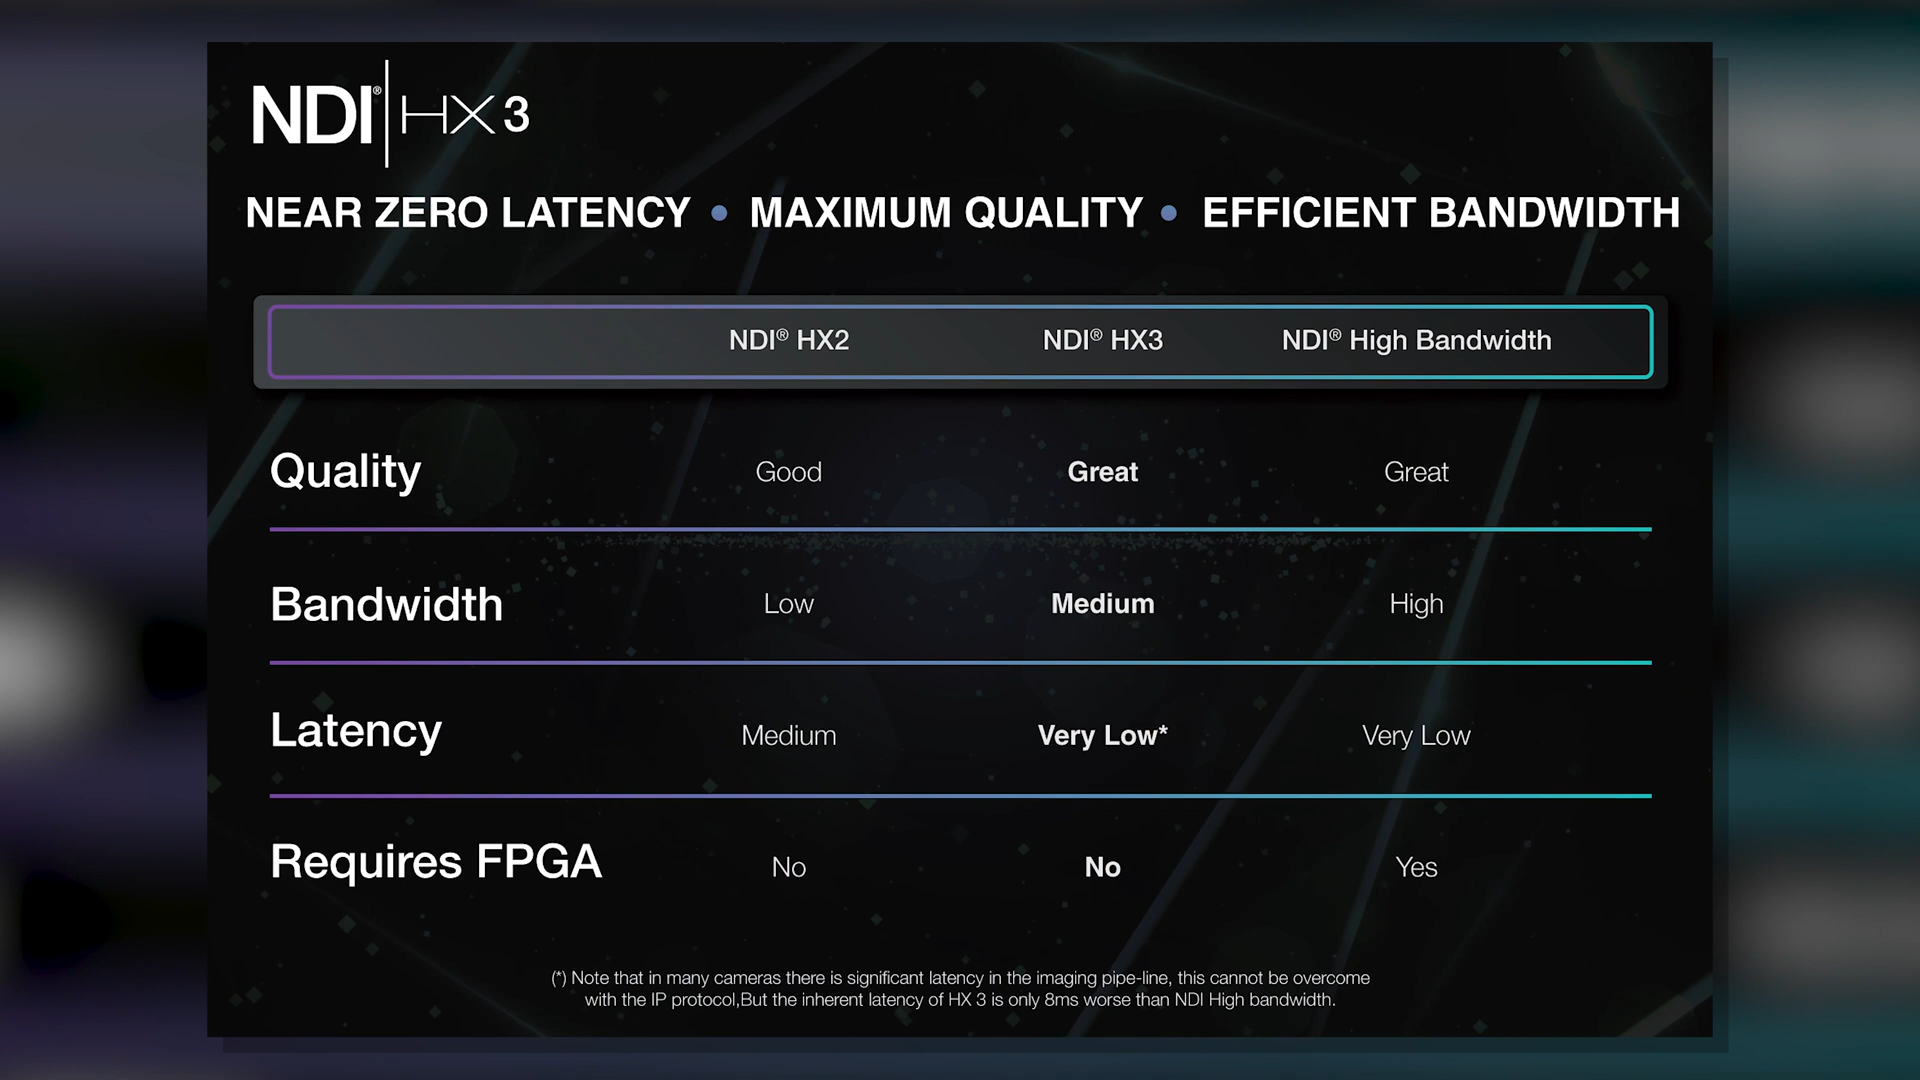 NDI® HX 3
NEAR ZERO LATENCY • MAXIMUM QUALITY • EFFICIENT BANDWIDTH
NDI® HX2 NDI® HX3 NDI® High Bandwidth
Quality Good Great Great
Bandwidth Low Medium High
Latency Medium Very Low* Very Low
Requires FPGA No No Yes
(*) Note that in many cameras there is significant latency in the imaging pipe-line, this cannot be overcome
with the IP protocol,But the inherent latency of HX 3 is only 8ms worse than NDI High bandwidth.